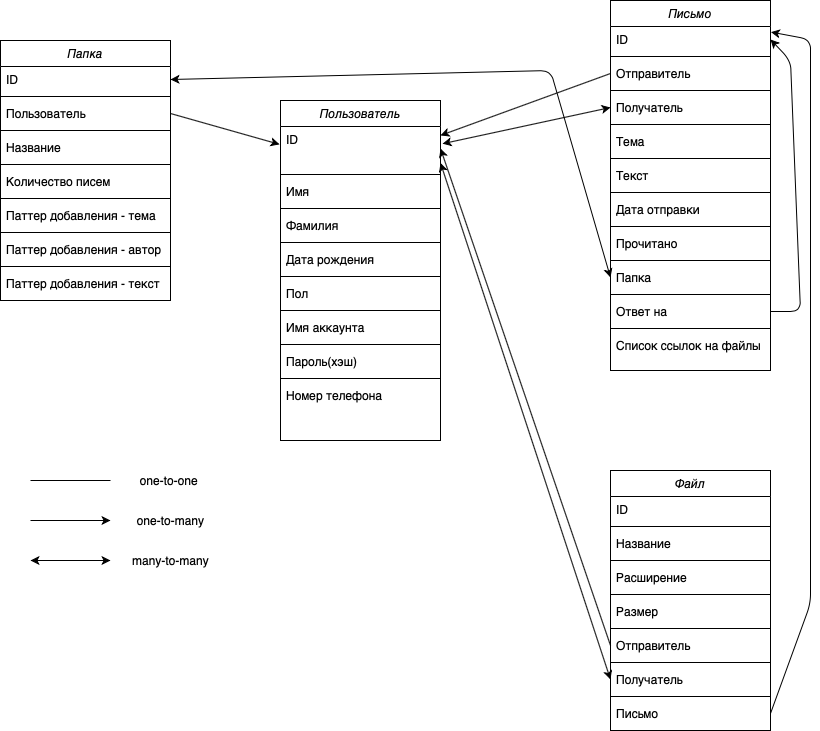 Папка
ID
Пользователь
Название
Количество писем
Паттер добавления - тема
Паттер добавления - автор
Паттер добавления - текст
Пользователь
ID
Имя
Фамилия
Дата рождения
Пол
Имя аккаунта
Пароль(хэш)
Номер телефона
Письмо
ID
Отправитель
Получатель
Тема
Текст
Дата отправки
Прочитано
Папка
Ответ на
Список ссылок на файлы
one-to-one
one-to-many
many-to-many
Файл
ID
Название
Расширение
Размер
Отправитель
Получатель
Письмо